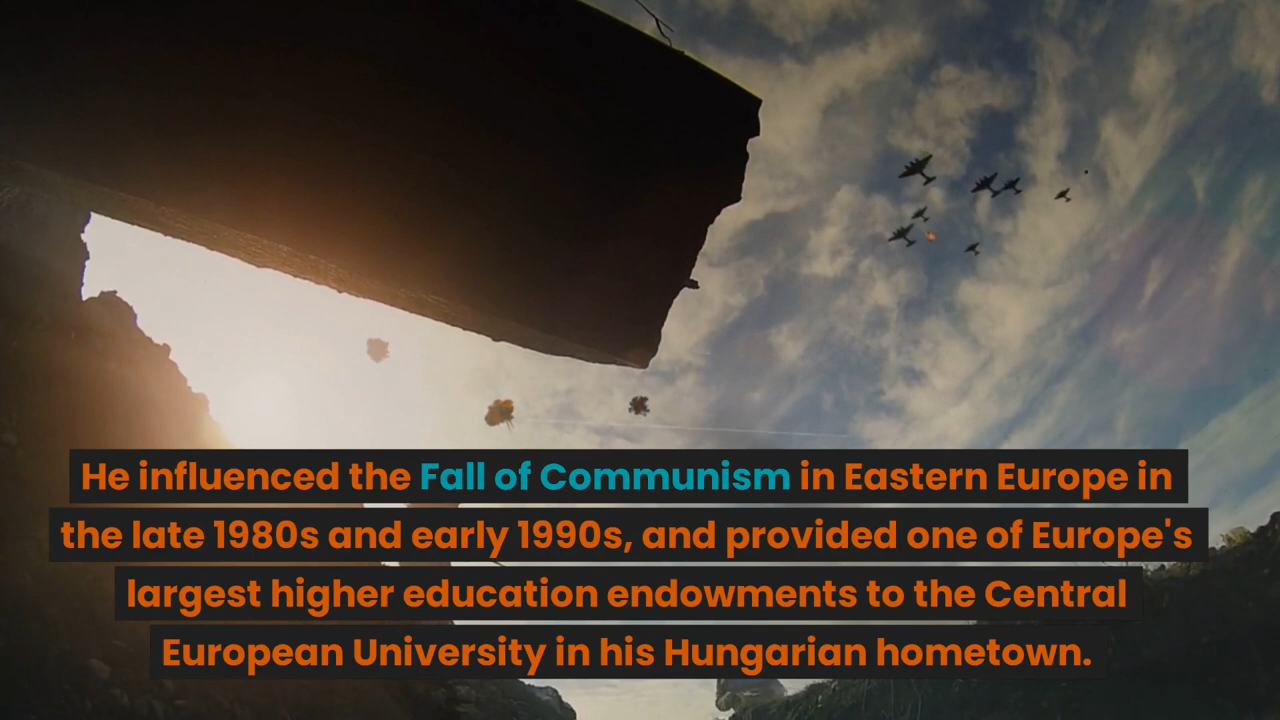 He influenced the Fall of Communism in Eastern Europe in
the late 1980s and early 1990s, and provided one of Europe's
largest higher education endowments to the Central
European University in his Hungarian hometown.